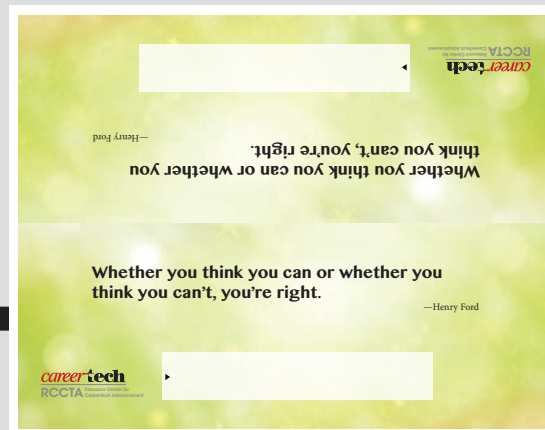 careertech
RCCTA Resource Center for
CareerTech Advancement
—Henry Ford
Whether you think you can or whether you
think you can't, you're right.
Whether you think you can or whether you
think you can't, you're right.
—Henry Ford
careertech
RCCTA Resource Center for
CareerTech Advancement